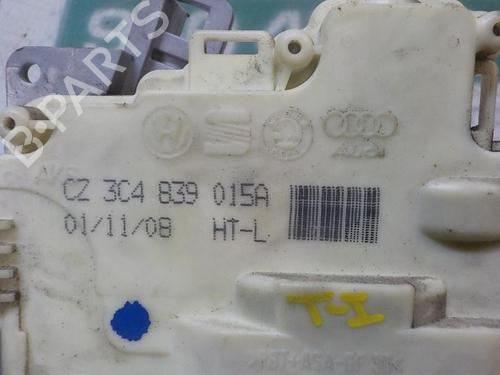 B-PARTS
Audi
CZ 3C4 839 015A
01/11/08 HT-L
T-I